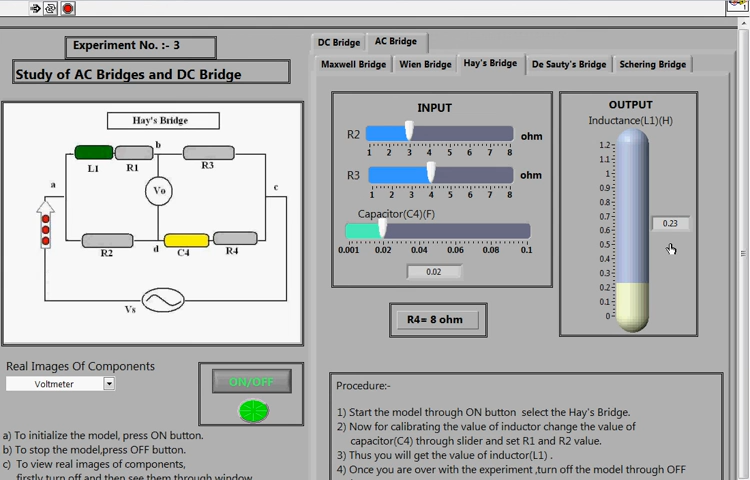 Experiment No. :- 3
Study of AC Bridges and DC Bridge
Hay's Bridge
b
L1
R1
R3
a
Vo
c
R2
d
C4
R4
Vs
Real Images Of Components
Voltmeter
ON/OFF
a) To initialize the model, press ON button.
b) To stop the model,press OFF button.
c) To view real images of components,
firstly turn off and then see them through window
DC Bridge
AC Bridge
Maxwell Bridge
Wien Bridge
Hay's Bridge
De Sauty's Bridge
Schering Bridge
INPUT
R2
ohm
1 2 3 4 5 6 7 8
R3
ohm
1 2 3 4 5 6 7 8
Capacitor(C4)(F)
0.001 0.02 0.04 0.06 0.08 0.1
0.02
R4= 8 ohm
OUTPUT
Inductance(L1)(H)
1.2
1.1
1
0.9
0.8
0.7
0.6
0.5
0.4
0.3
0.2
0.1
0
0.23
Procedure:-
1) Start the model through ON button select the Hay's Bridge.
2) Now for calibrating the value of inductor change the value of
capacitor(C4) through slider and set R1 and R2 value.
3) Thus you will get the value of inductor(L1) .
4) Once you are over with the experiment ,turn off the model through OFF